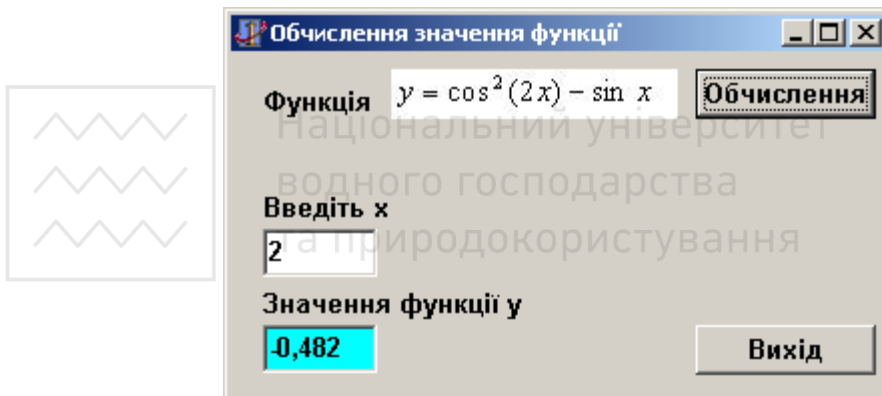 Обчислення значення функції
Функція y = cos²(2x) – sin x Обчислення
Національний університет
водного господарства
Введіть x
та природокористування
2
Значення функції y
-0,482
Вихід